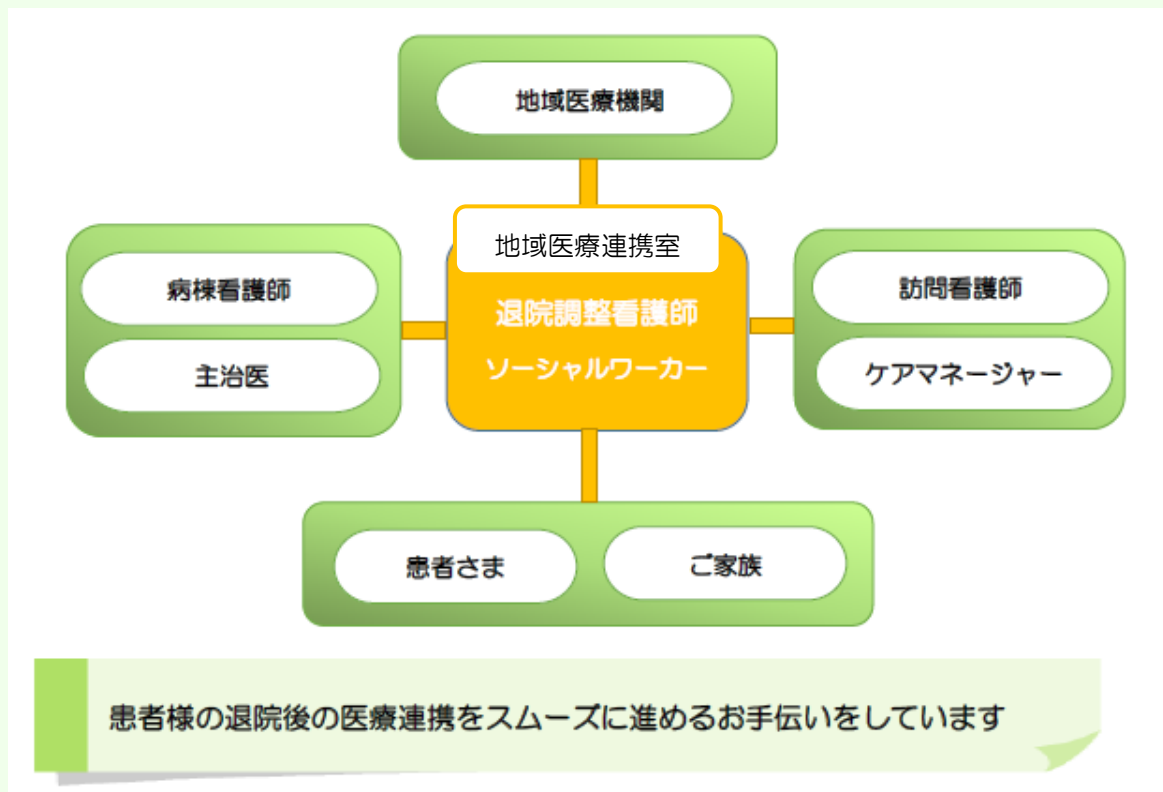 地域医療機関
地域医療連携室
病棟看護師
主治医
退院調整看護師
ソーシャルワーカー
訪問看護師
ケアマネージャー
患者さま
ご家族
患者様の退院後の医療連携をスムーズに進めるお手伝いをしています